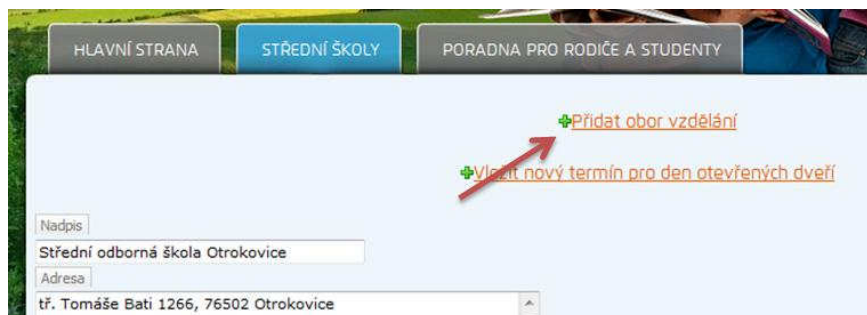 HLAVNÍ STRANA STŘEDNÍ ŠKOLY PORADNA PRO RODIČE A STUDENTY
Přidat obor vzdělání
Vložit nový termín pro den otevřených dveří
Nadpis
Střední odborná škola Otrokovice
Adresa
tř. Tomáše Bati 1266, 76502 Otrokovice